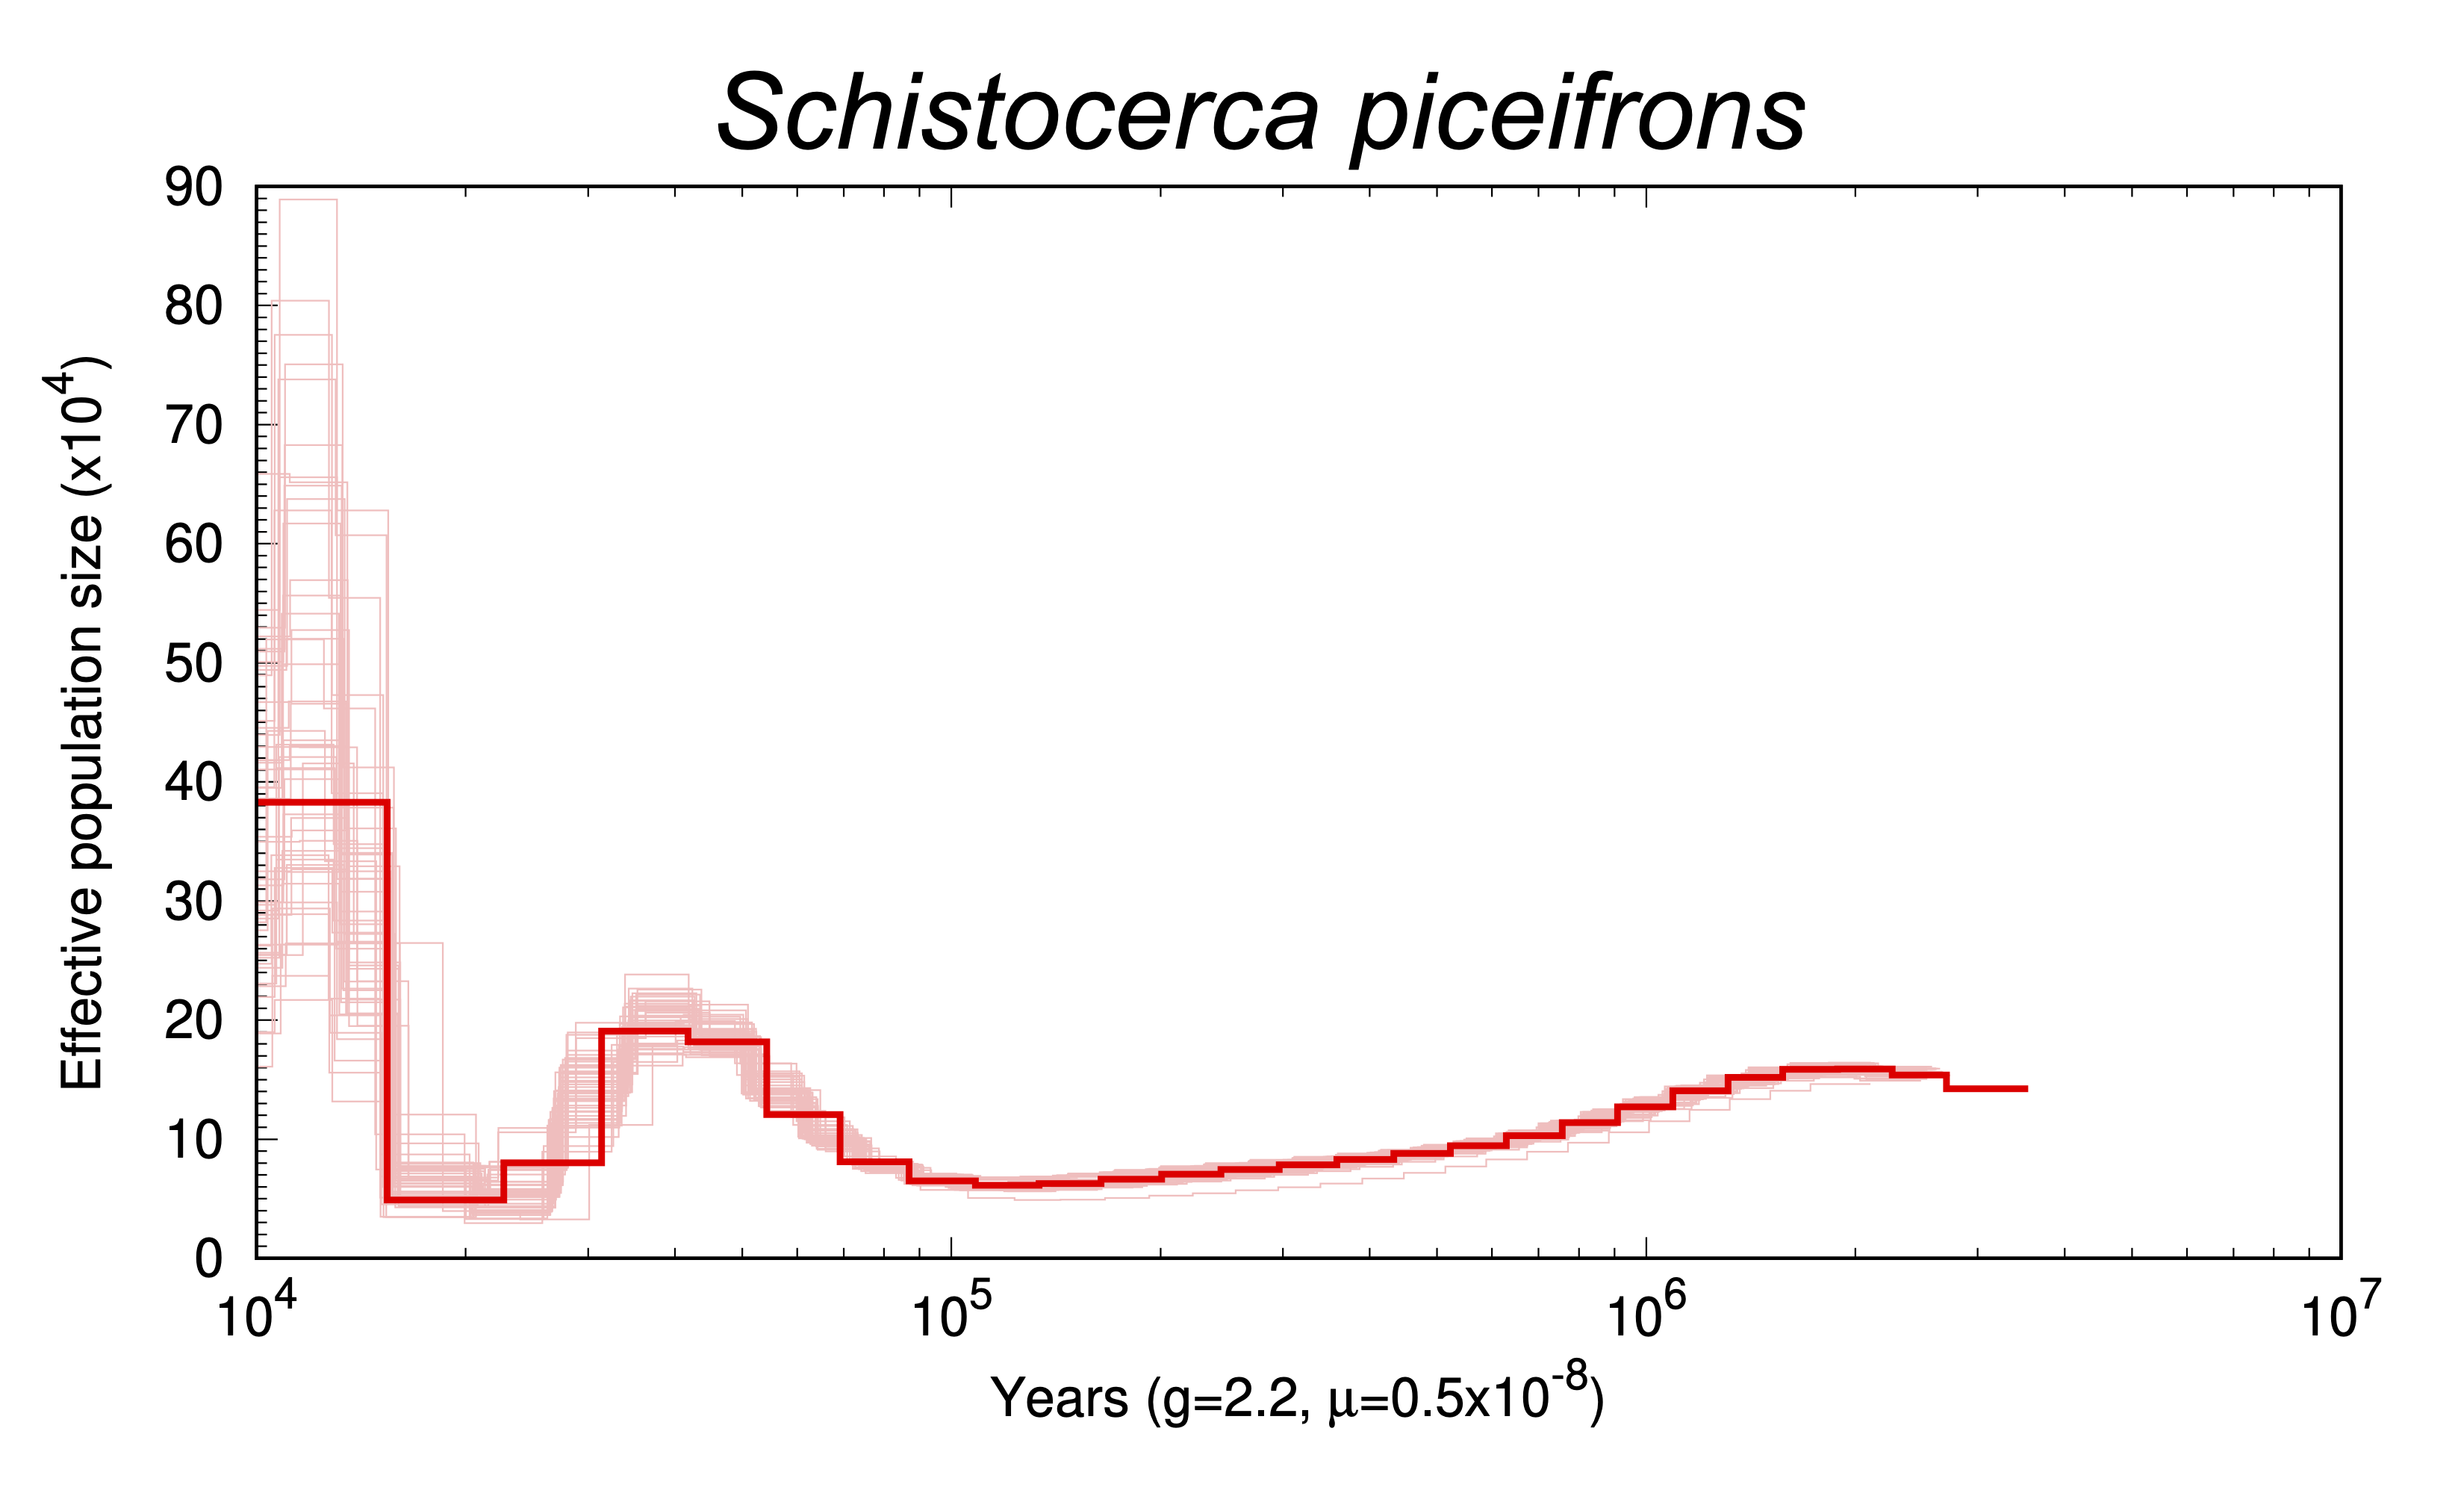 Schistocerca piceifrons
90
80
70
60
50
40
30
20
10
0
Effective population size (x10⁴)
10⁴ 10⁵ 10⁶ 10⁷
Years (g=2.2, μ=0.5x10⁻⁸)